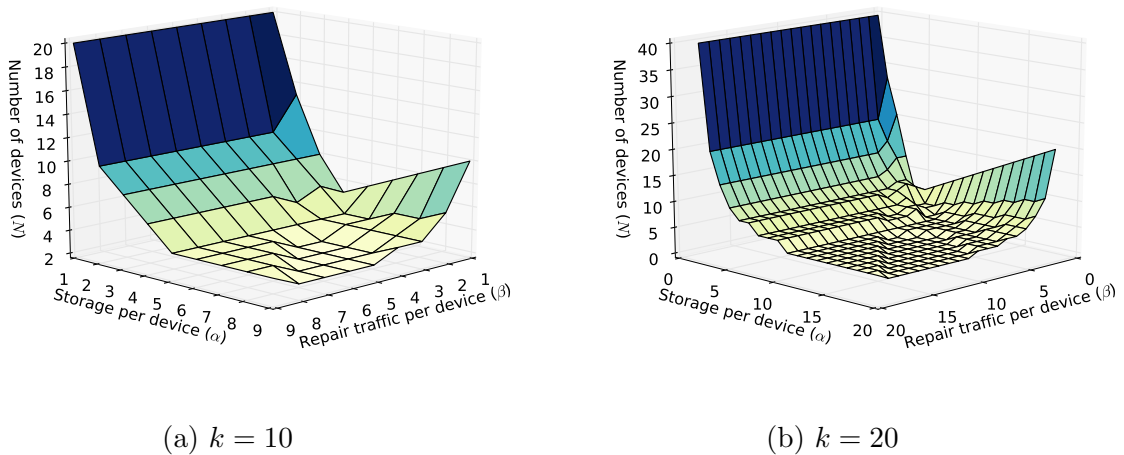 20
18
16
14
12
10
8
6
4
2
Number of devices (N)
1 2 3 4 5 6 7 8 9
Storage per device (α)
9 8 7 6 5 4 3 2 1
Repair traffic per device (β)
40
35
30
25
20
15
10
5
0
Number of devices (N)
0 5 10 15 20
Storage per device (α)
20 15 10 5 0
Repair traffic per device (β)
(a) k = 10
(b) k = 20